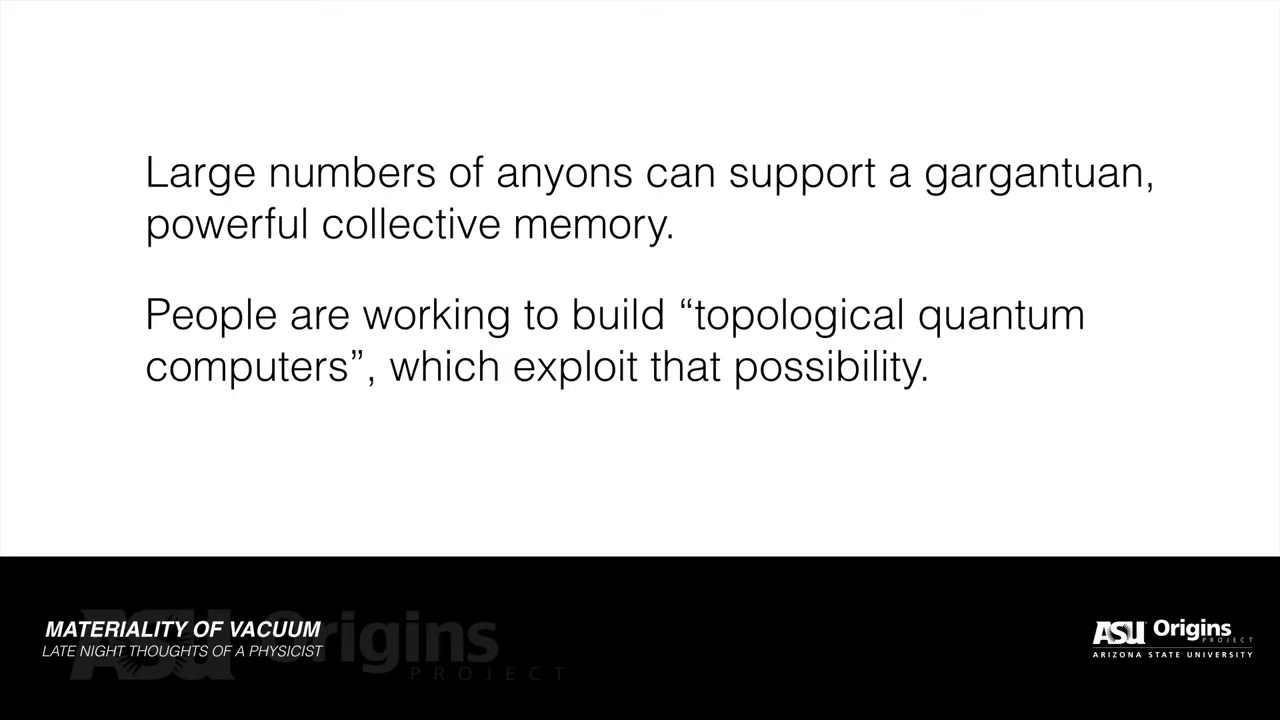 Large numbers of anyons can support a gargantuan,
powerful collective memory.
People are working to build “topological quantum
computers”, which exploit that possibility.
MATERIALITY OF VACUUM
LATE NIGHT THOUGHTS OF A PHYSICIST
ASU Origins
PROJECT
ASU Origins
PROJECT
ARIZONA STATE UNIVERSITY